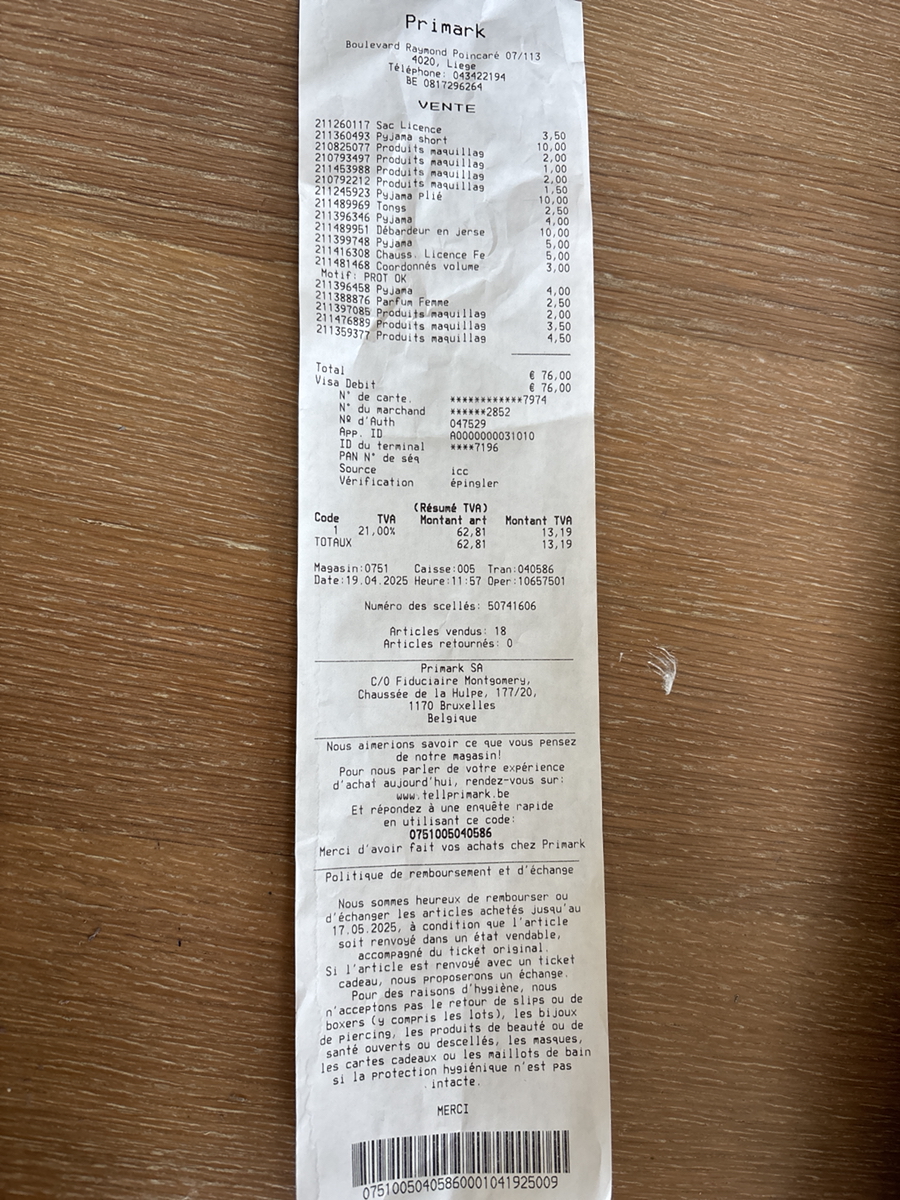 Primark
Boulevard Raymond Poincaré 07/113
4020, Liege
Téléphone: 043422194
BE 0817296264
VENTE
211260117 Sac Licence 3,50
211360493 Pyjama short 10,00
210825077 Produits maquillag 2,00
210793497 Produits maquillag 1,00
211453988 Produits maquillag 2,00
210792212 Produits maquillag 1,50
211245923 Pyjama plié 10,00
211489969 Tongs 2,50
211396346 Pyjama 4,00
211489951 Débardeur en jerse 10,00
211399748 Pyjama 5,00
211416308 Chauss. Licence Fe 5,00
211481468 Coordonnés volume 3,00
Motif: PROT OK
211396458 Pyjama 4,00
211388876 Parfum Femme 2,50
211397085 Produits maquillag 2,00
211476889 Produits maquillag 3,50
211359377 Produits maquillag 4,50
Total € 76,00
Visa Debit € 76,00
N° de carte. ************7974
N° du marchand ******2852
Nº d'Auth 047529
App. ID A0000000031010
ID du terminal ****7196
PAN N° de séq
Source icc
Vérification épingler
(Résumé TVA)
Code TVA Montant art Montant TVA
1 21,00% 62,81 13,19
TOTAUX 62,81 13,19
Magasin:0751 Caisse:005 Tran:040586
Date:19.04.2025 Heure:11:57 Oper:10657501
Numéro des scellés: 50741606
Articles vendus: 18
Articles retournés: 0
Primark SA
C/O Fiduciaire Montgomery,
Chaussée de la Hulpe, 177/20,
1170 Bruxelles
Belgique
Nous aimerions savoir ce que vous pensez
de notre magasin!
Pour nous parler de votre expérience
d'achat aujourd'hui, rendez-vous sur:
www.tellprimark.be
Et répondez à une enquête rapide
en utilisant ce code:
0751005040586
Merci d'avoir fait vos achats chez Primark
Politique de remboursement et d'échange
Nous sommes heureux de rembourser ou
d'échanger les articles achetés jusqu'au
17.05.2025, à condition que l'article
soit renvoyé dans un état vendable,
accompagné du ticket original.
Si l'article est renvoyé avec un ticket
cadeau, nous proposerons un échange.
Pour des raisons d'hygiène, nous
n'acceptons pas le retour de slips ou de
boxers (y compris les lots), les bijoux
de piercing, les produits de beauté ou de
santé ouverts ou descellés, les masques,
les cartes cadeaux ou les maillots de bain
si la protection hygiénique n'est pas
intacte.
MERCI
07510050405860001041925009